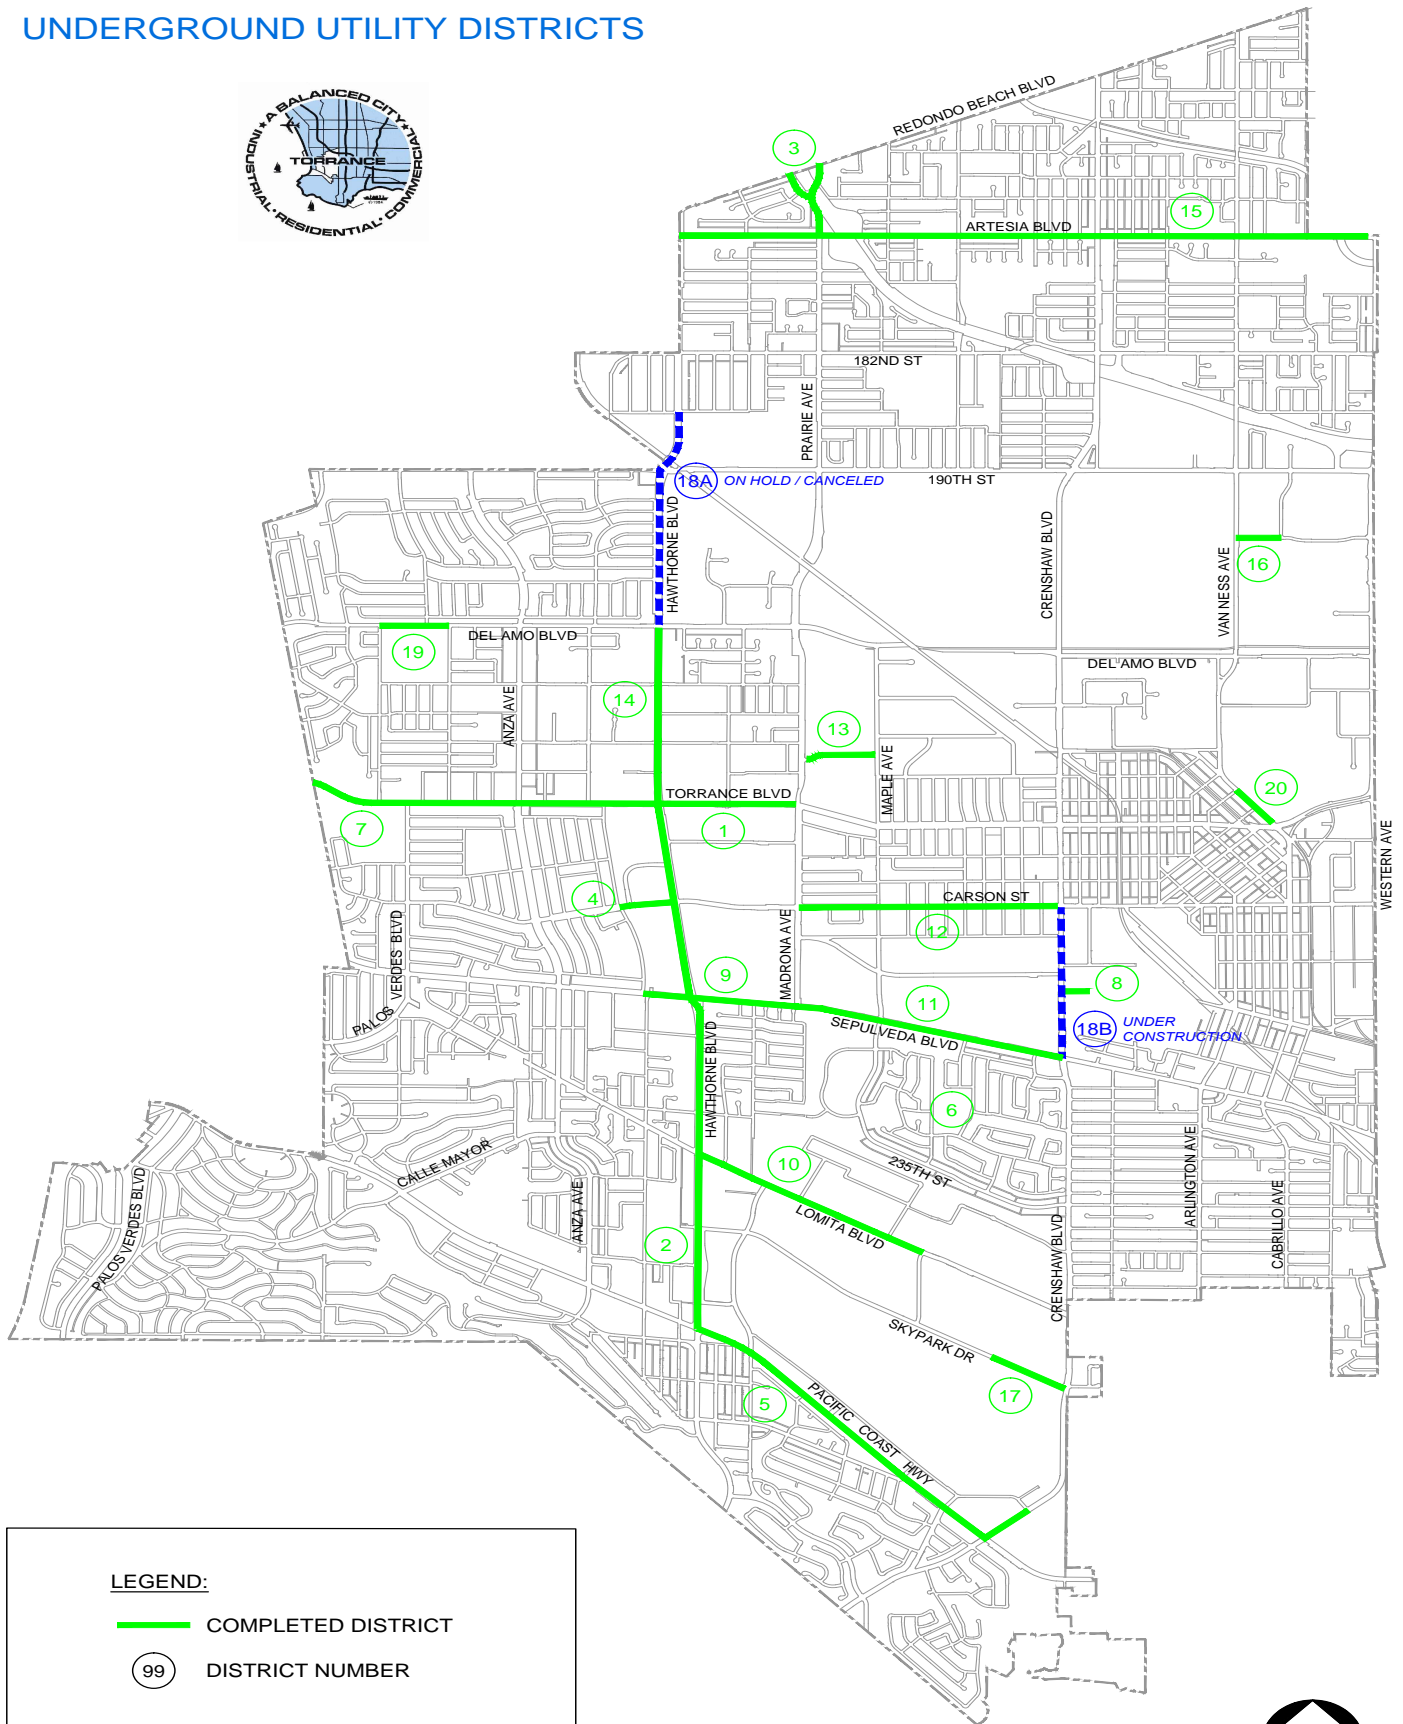 UNDERGROUND UTILITY DISTRICTS
A BALANCED CITY
INDUSTRIAL • RESIDENTIAL • COMMERCIAL
TORRANCE
REDONDO BEACH BLVD
3
15
ARTESIA BLVD
182ND ST
PRAIRIE AVE
18A ON HOLD / CANCELED
190TH ST
HAWTHORNE BLVD
CRENSHAW BLVD
VAN NESS AVE
16
DEL AMO BLVD
19
DEL AMO BLVD
14
ANZA AVE
13
MAPLE AVE
20
TORRANCE BLVD
7
1
WESTERN AVE
4
CARSON ST
12
PALOS VERDES BLVD
MADRONA AVE
9
11
8
SEPULVEDA BLVD
18B UNDER
CONSTRUCTION
HAWTHORNE BLVD
6
CALLE MAYOR
10
235TH ST
ARLINGTON AVE
CABRILLO AVE
PALOS VERDES BLVD
ANZA AVE
LOMITA BLVD
2
CRENSHAW BLVD
SKYPARK DR
17
5
PACIFIC COAST HWY
LEGEND:
COMPLETED DISTRICT
99 DISTRICT NUMBER